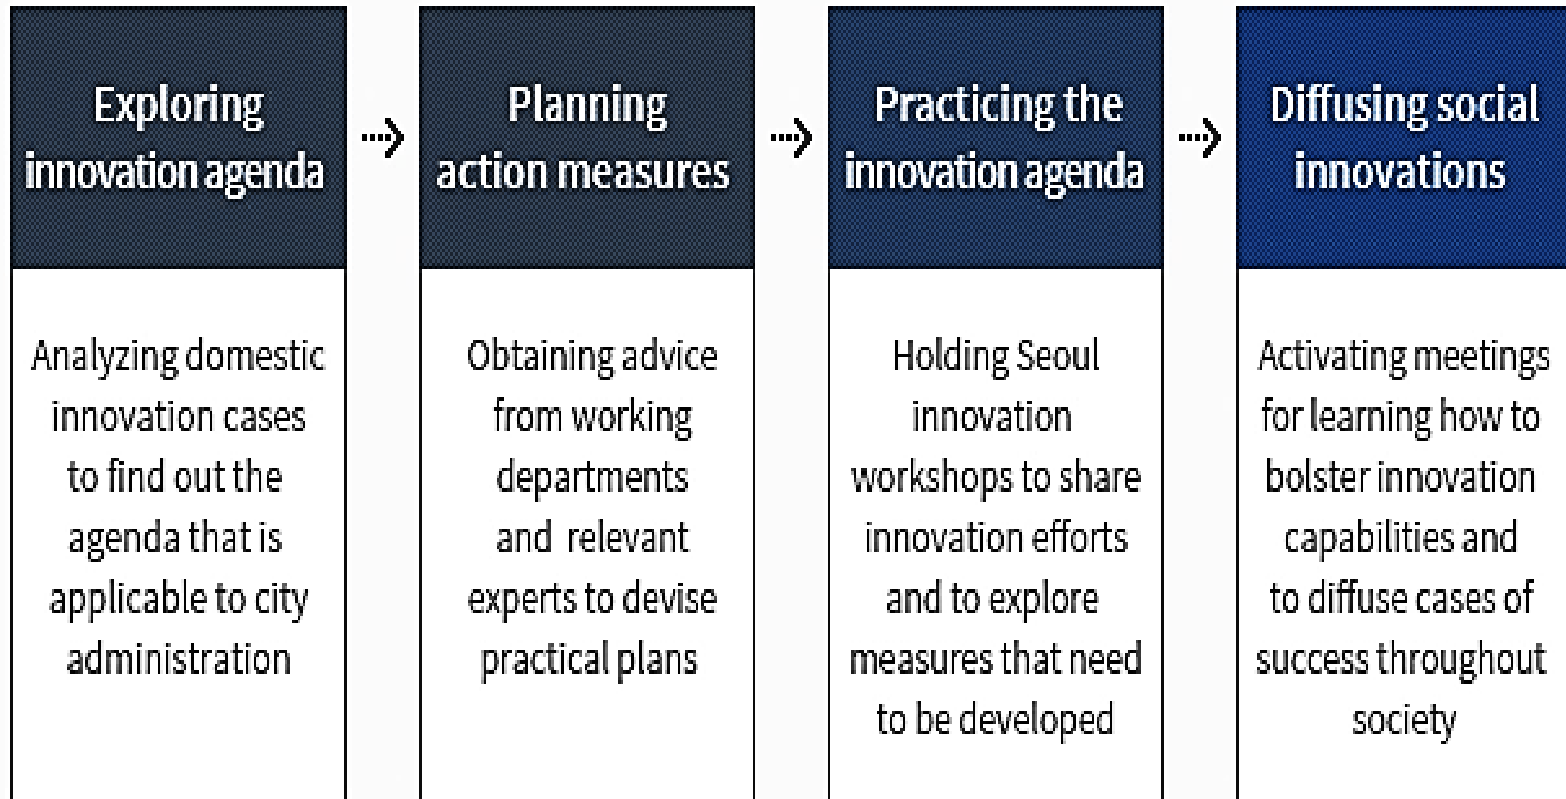 Exploring
innovation agenda
Analyzing domestic
innovation cases
to find out the
agenda that is
applicable to city
administration
Planning
action measures
Obtaining advice
from working
departments
and relevant
experts to devise
practical plans
Practicing the
innovation agenda
Holding Seoul
innovation
workshops to share
innovation efforts
and to explore
measures that need
to be developed
Diffusing social
innovations
Activating meetings
for learning how to
bolster innovation
capabilities and
to diffuse cases of
success throughout
society